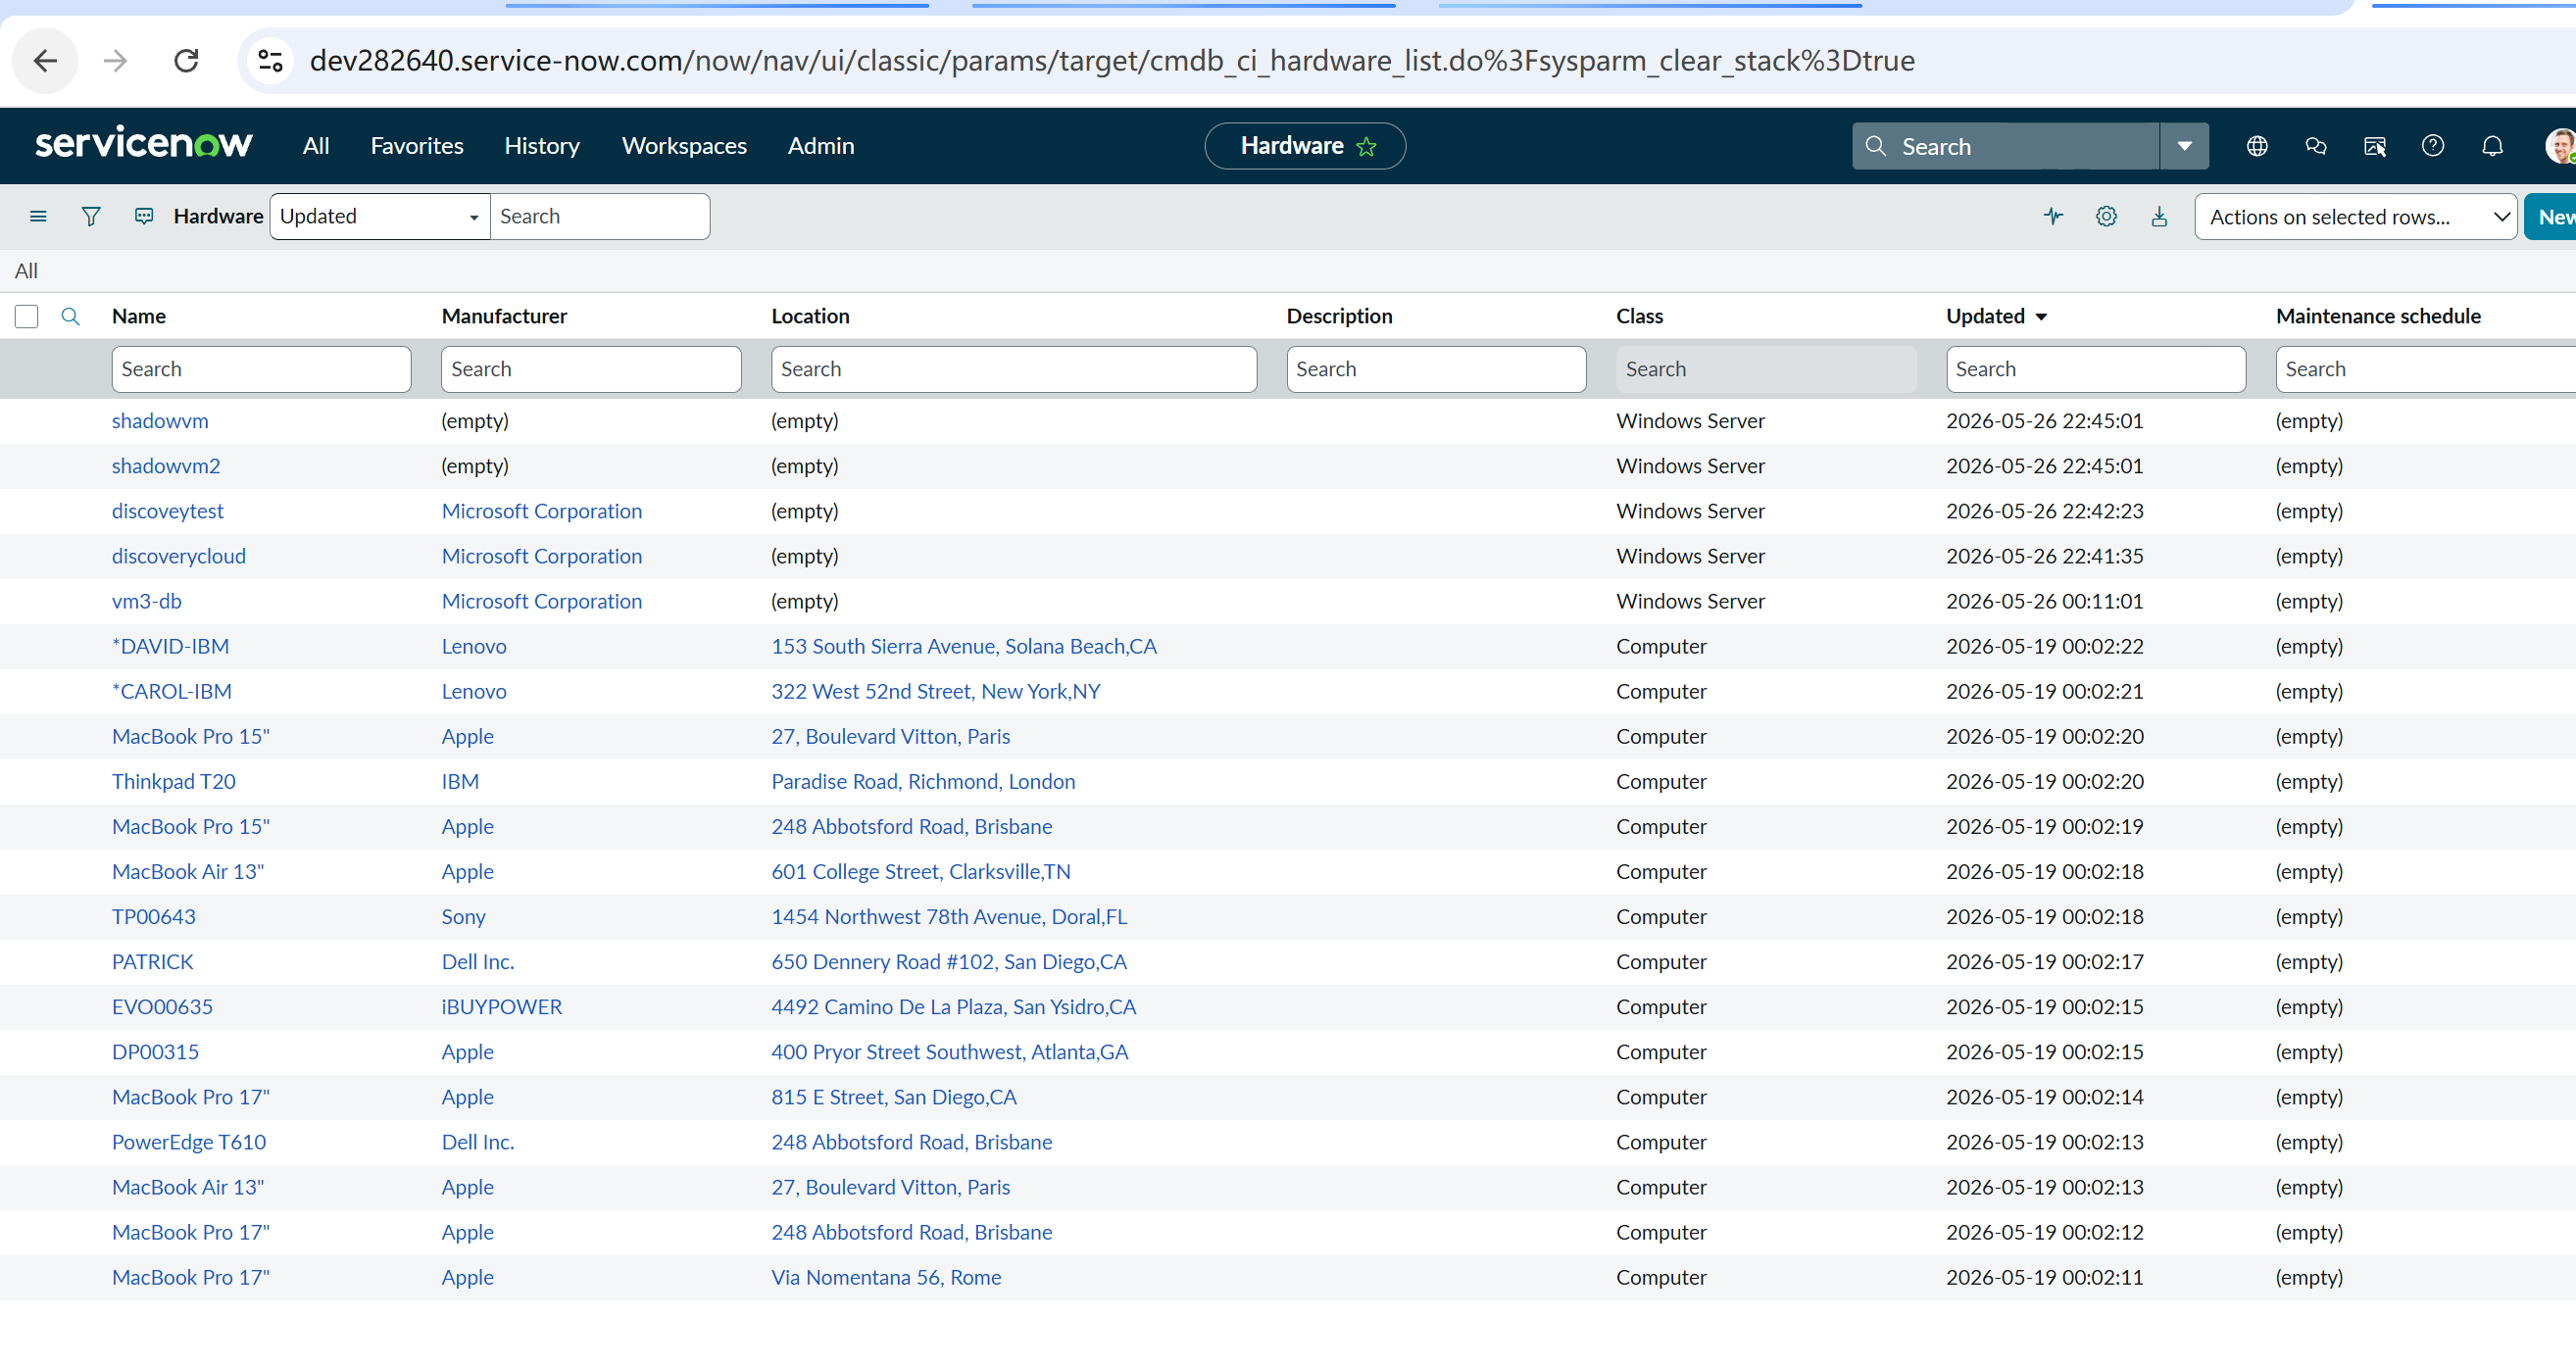 dev282640.service-now.com/now/nav/ui/classic/params/target/cmdb_ci_hardware_list.do%3Fsysparm_clear_stack%3Dtrue
servicenow All Favorites History Workspaces Admin Hardware Search
Hardware Updated Search Actions on selected rows... New
All
Name Manufacturer Location Description Class Updated Maintenance schedule
Search Search Search Search Search Search Search
shadowvm (empty) (empty) Windows Server 2026-05-26 22:45:01 (empty)
shadowvm2 (empty) (empty) Windows Server 2026-05-26 22:45:01 (empty)
discoveytest Microsoft Corporation (empty) Windows Server 2026-05-26 22:42:23 (empty)
discoverycloud Microsoft Corporation (empty) Windows Server 2026-05-26 22:41:35 (empty)
vm3-db Microsoft Corporation (empty) Windows Server 2026-05-26 00:11:01 (empty)
*DAVID-IBM Lenovo 153 South Sierra Avenue, Solana Beach,CA Computer 2026-05-19 00:02:22 (empty)
*CAROL-IBM Lenovo 322 West 52nd Street, New York,NY Computer 2026-05-19 00:02:21 (empty)
MacBook Pro 15" Apple 27, Boulevard Vitton, Paris Computer 2026-05-19 00:02:20 (empty)
Thinkpad T20 IBM Paradise Road, Richmond, London Computer 2026-05-19 00:02:20 (empty)
MacBook Pro 15" Apple 248 Abbotsford Road, Brisbane Computer 2026-05-19 00:02:19 (empty)
MacBook Air 13" Apple 601 College Street, Clarksville,TN Computer 2026-05-19 00:02:18 (empty)
TP00643 Sony 1454 Northwest 78th Avenue, Doral,FL Computer 2026-05-19 00:02:18 (empty)
PATRICK Dell Inc. 650 Dennery Road #102, San Diego,CA Computer 2026-05-19 00:02:17 (empty)
EVO00635 iBUYPOWER 4492 Camino De La Plaza, San Ysidro,CA Computer 2026-05-19 00:02:15 (empty)
DP00315 Apple 400 Pryor Street Southwest, Atlanta,GA Computer 2026-05-19 00:02:15 (empty)
MacBook Pro 17" Apple 815 E Street, San Diego,CA Computer 2026-05-19 00:02:14 (empty)
PowerEdge T610 Dell Inc. 248 Abbotsford Road, Brisbane Computer 2026-05-19 00:02:13 (empty)
MacBook Air 13" Apple 27, Boulevard Vitton, Paris Computer 2026-05-19 00:02:13 (empty)
MacBook Pro 17" Apple 248 Abbotsford Road, Brisbane Computer 2026-05-19 00:02:12 (empty)
MacBook Pro 17" Apple Via Nomentana 56, Rome Computer 2026-05-19 00:02:11 (empty)